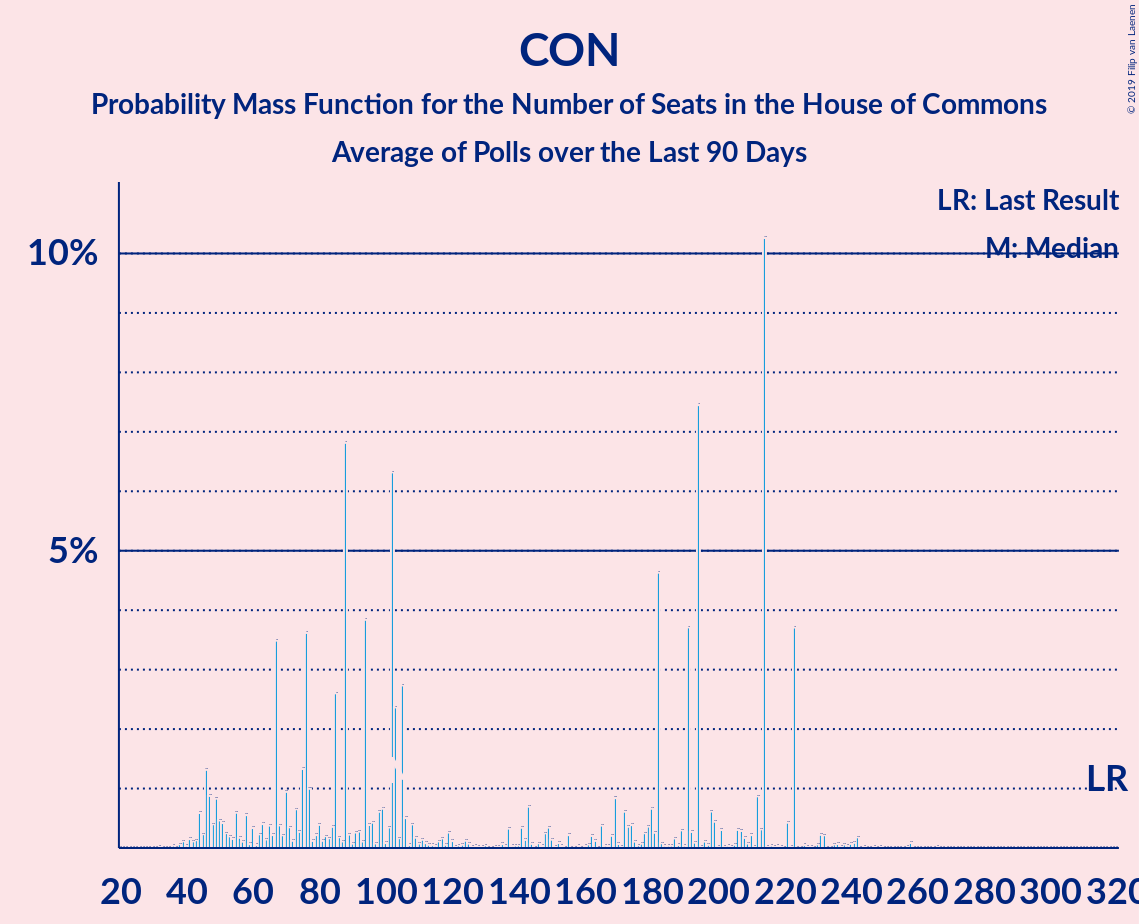 CON
Probability Mass Function for the Number of Seats in the House of Commons
Average of Polls over the Last 90 Days
© 2019 Filip van Laenen
LR: Last Result
M: Median
10%
5%
LR
20 40 60 80 100 120 140 160 180 200 220 240 260 280 300 320